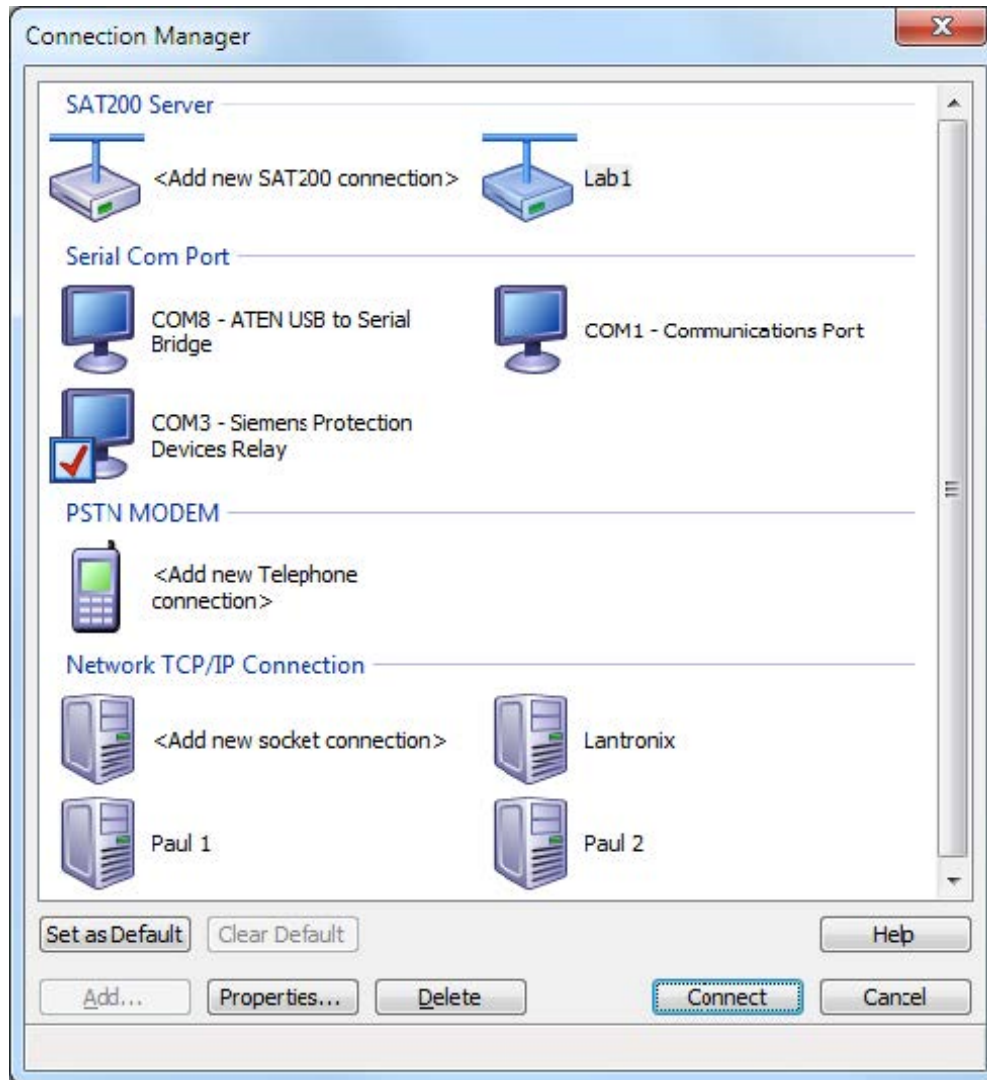 Connection Manager
SAT200 Server
<Add new SAT200 connection>
Lab1
Serial Com Port
COM8 - ATEN USB to Serial
Bridge
COM1 - Communications Port
COM3 - Siemens Protection
Devices Relay
PSTN MODEM
<Add new Telephone
connection>
Network TCP/IP Connection
<Add new socket connection>
Lantronix
Paul 1
Paul 2
Set as Default
Clear Default
Help
Add...
Properties...
Delete
Connect
Cancel